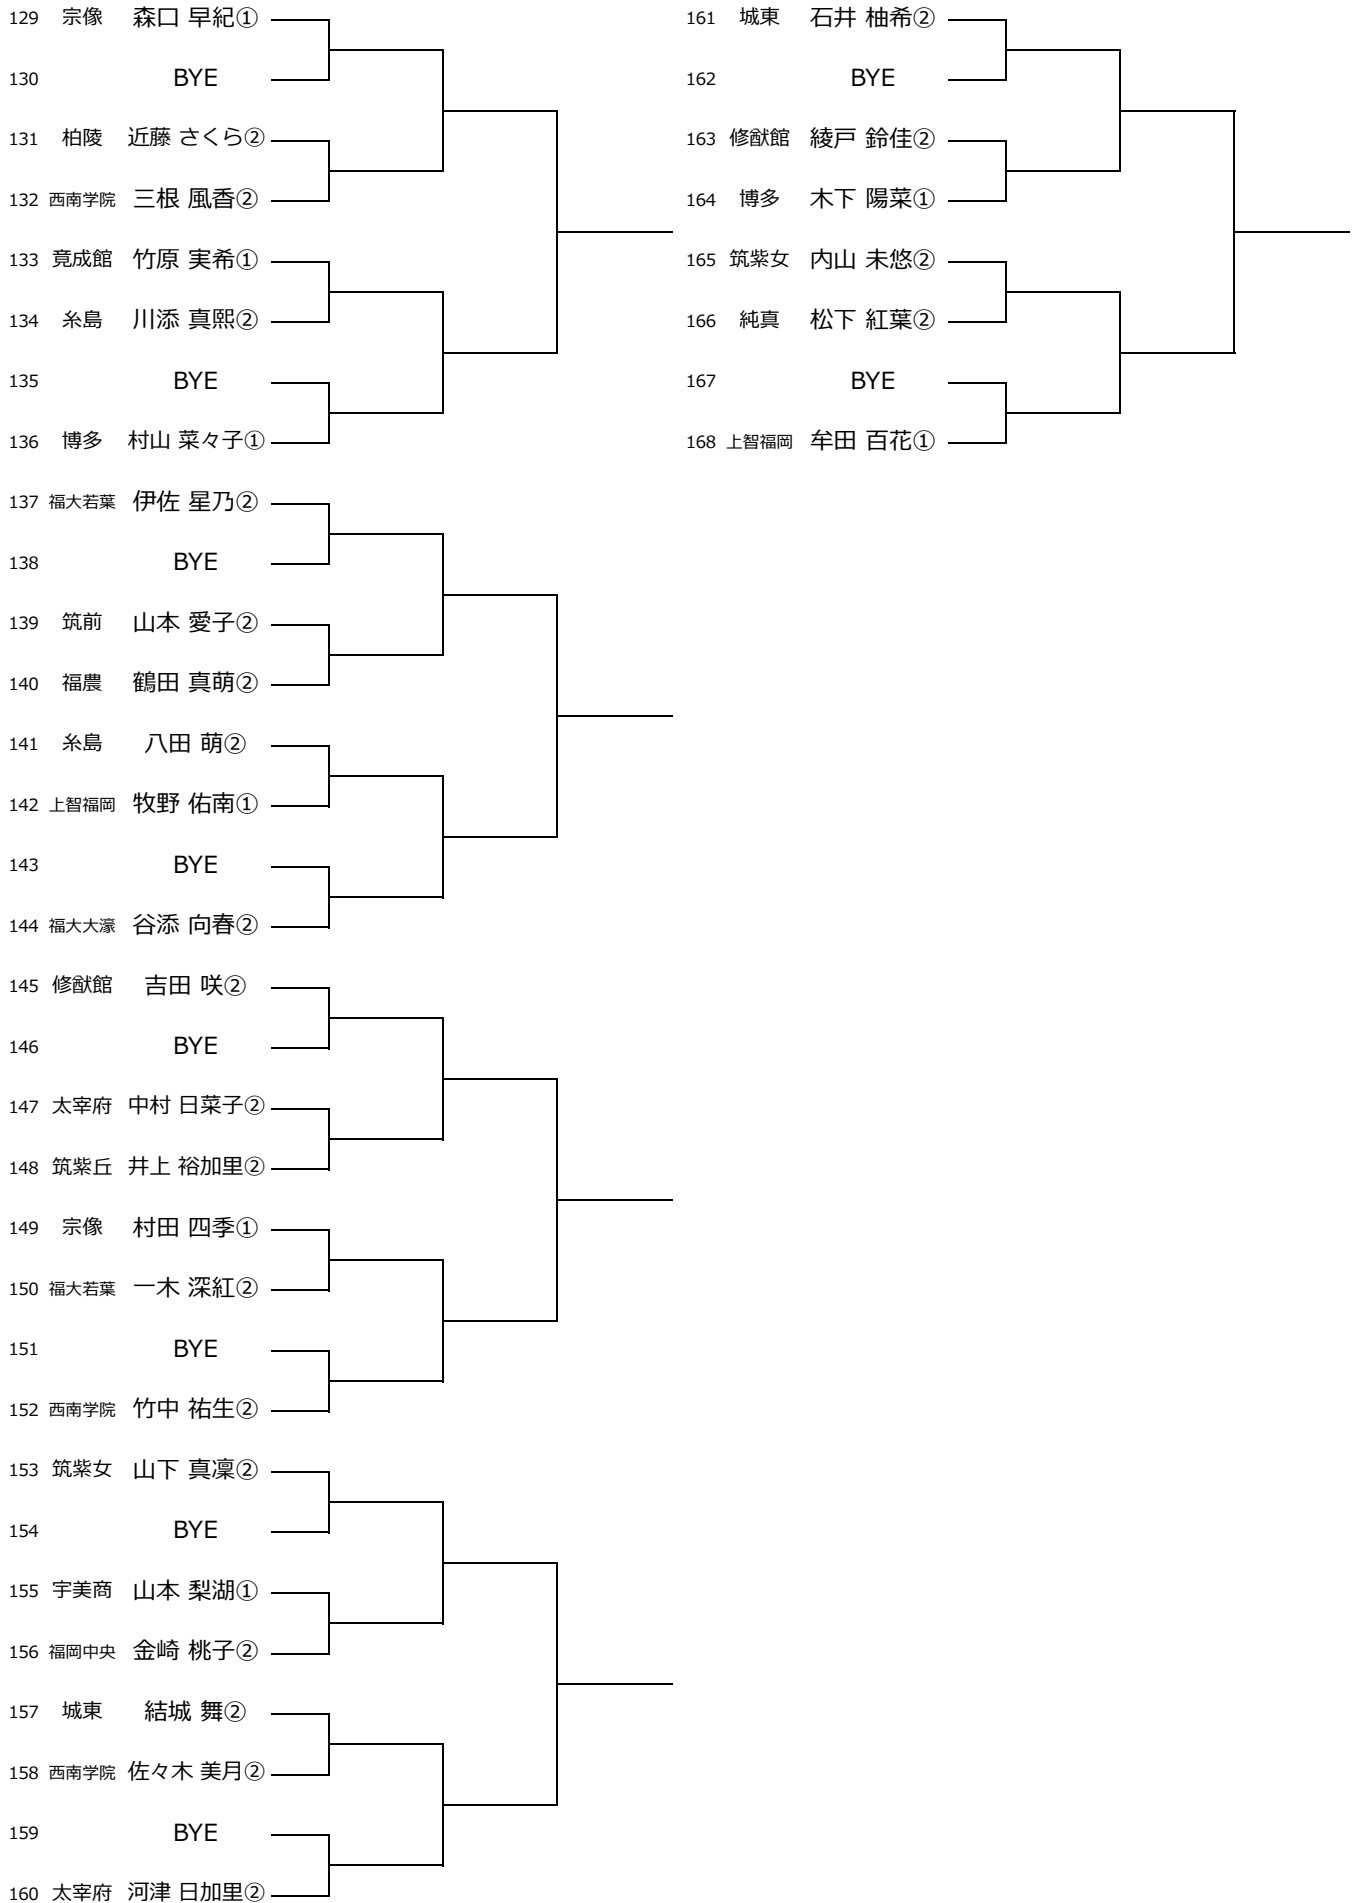 129 宗像 森口 早紀①
130 BYE
131 柏陵 近藤 さくら②
132 西南学院 三根 風香②
133 竟成館 竹原 実希①
134 糸島 川添 真熙②
135 BYE
136 博多 村山 菜々子①
137 福大若葉 伊佐 星乃②
138 BYE
139 筑前 山本 愛子②
140 福農 鶴田 真萌②
141 糸島 八田 萌②
142 上智福岡 牧野 佑南①
143 BYE
144 福大大濠 谷添 向春②
145 修猷館 吉田 咲②
146 BYE
147 太宰府 中村 日菜子②
148 筑紫丘 井上 裕加里②
149 宗像 村田 四季①
150 福大若葉 一木 深紅②
151 BYE
152 西南学院 竹中 祐生②
153 筑紫女 山下 真凜②
154 BYE
155 宇美商 山本 梨湖①
156 福岡中央 金崎 桃子②
157 城東 結城 舞②
158 西南学院 佐々木 美月②
159 BYE
160 太宰府 河津 日加里②
161 城東 石井 柚希②
162 BYE
163 修猷館 綾戸 鈴佳②
164 博多 木下 陽菜①
165 筑紫女 内山 未悠②
166 純真 松下 紅葉②
167 BYE
168 上智福岡 牟田 百花①